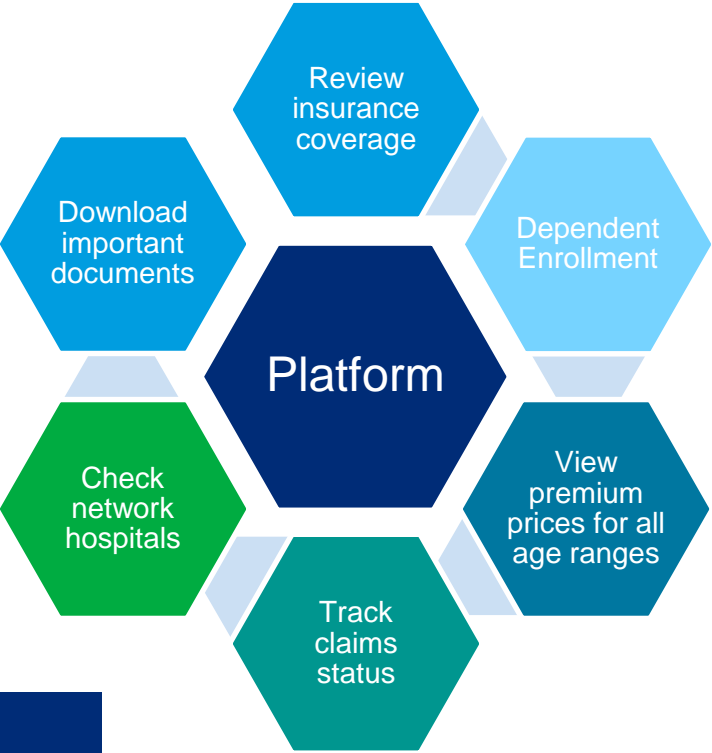 Review
insurance
coverage
Download
important
documents
Dependent
Enrollment
Platform
Check
network
hospitals
View
premium
prices for all
age ranges
Track
claims
status